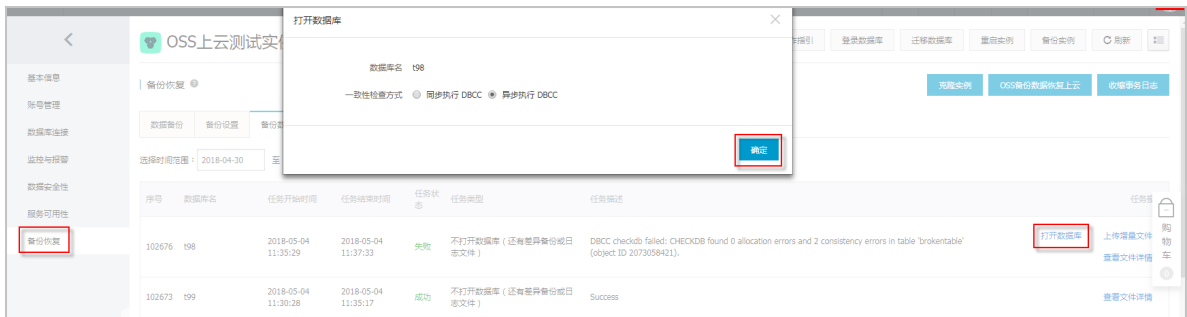 打开数据库
OSS上云测试实
指引
登录数据库
迁移数据库
重启实例
备份实例
刷新
数据库名 t98
一致性检查方式 同步执行 DBCC 异步执行 DBCC
确定
基本信息
账号管理
数据库连接
监控与报警
数据安全性
服务可用性
备份恢复
备份恢复
克隆实例
OSS备份数据恢复上云
收缩事务日志
数据备份
备份设置
备份
选择时间范围： 2018-04-30 至
序号
数据库名
任务开始时间
任务结束时间
任务状
态
任务类型
任务描述
任务
102676 t98
2018-05-04
11:35:29
2018-05-04
11:37:33
失败
不打开数据库（还有差异备份或日
志文件）
DBCC checkdb failed: CHECKDB found 0 allocation errors and 2 consistency errors in table 'brokentable'
(object ID 2073058421).
打开数据库
上传增量文件
查看文件详情
102673 t99
2018-05-04
11:30:28
2018-05-04
11:35:17
成功
不打开数据库（还有差异备份或日
志文件）
Success
查看文件详情
购
物
车
0